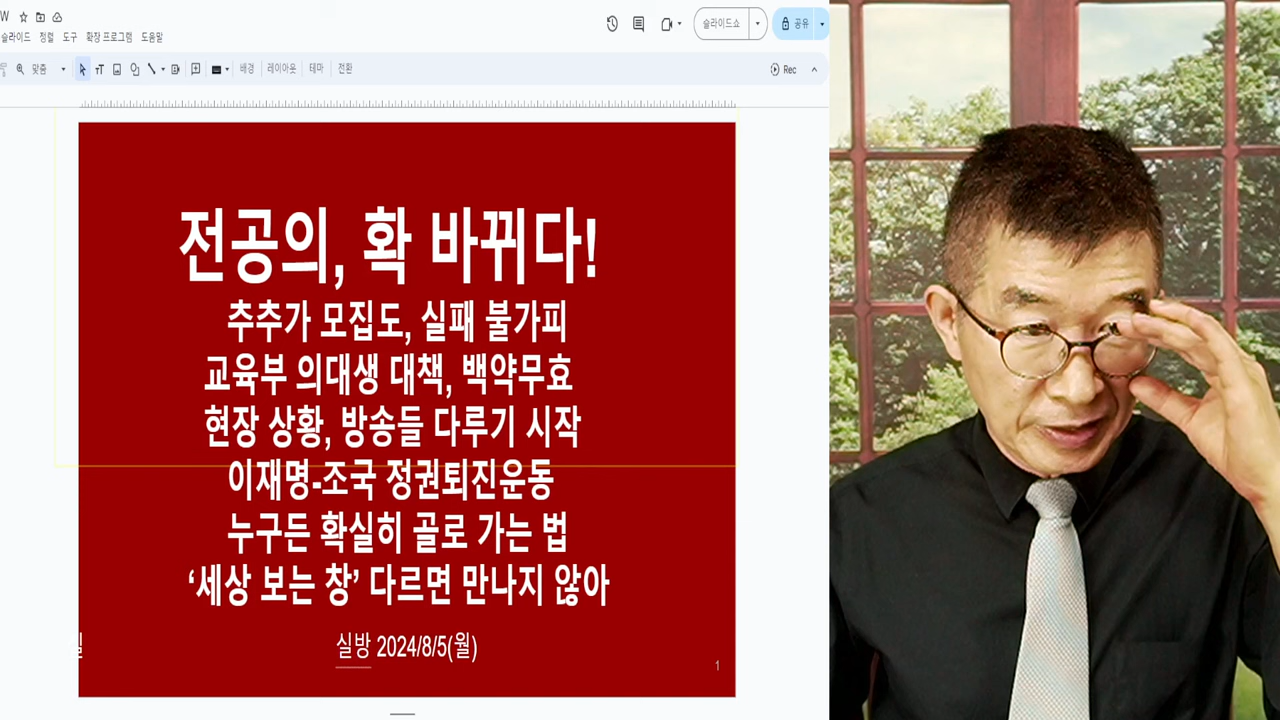 W
슬라이드 정렬 도구 확장 프로그램 도움말
슬라이드쇼
공유
맞춤
배경 레이아웃 테마 전환
Rec
전공의, 확 바뀌다!
추추가 모집도, 실패 불가피
교육부 의대생 대책, 백약무효
현장 상황, 방송들 다루기 시작
이재명-조국 정권퇴진운동
누구든 확실히 골로 가는 법
‘세상 보는 창’ 다르면 만나지 않아
실방 2024/8/5(월)
1